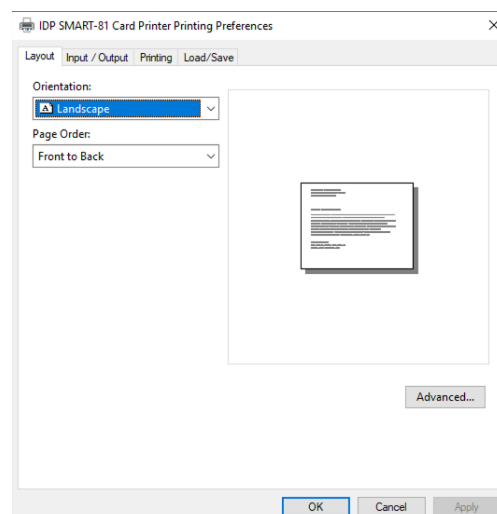 IDP SMART-81 Card Printer Printing Preferences
Layout Input / Output Printing Load/Save
Orientation:
A Landscape
Page Order:
Front to Back
Advanced...
OK Cancel Apply